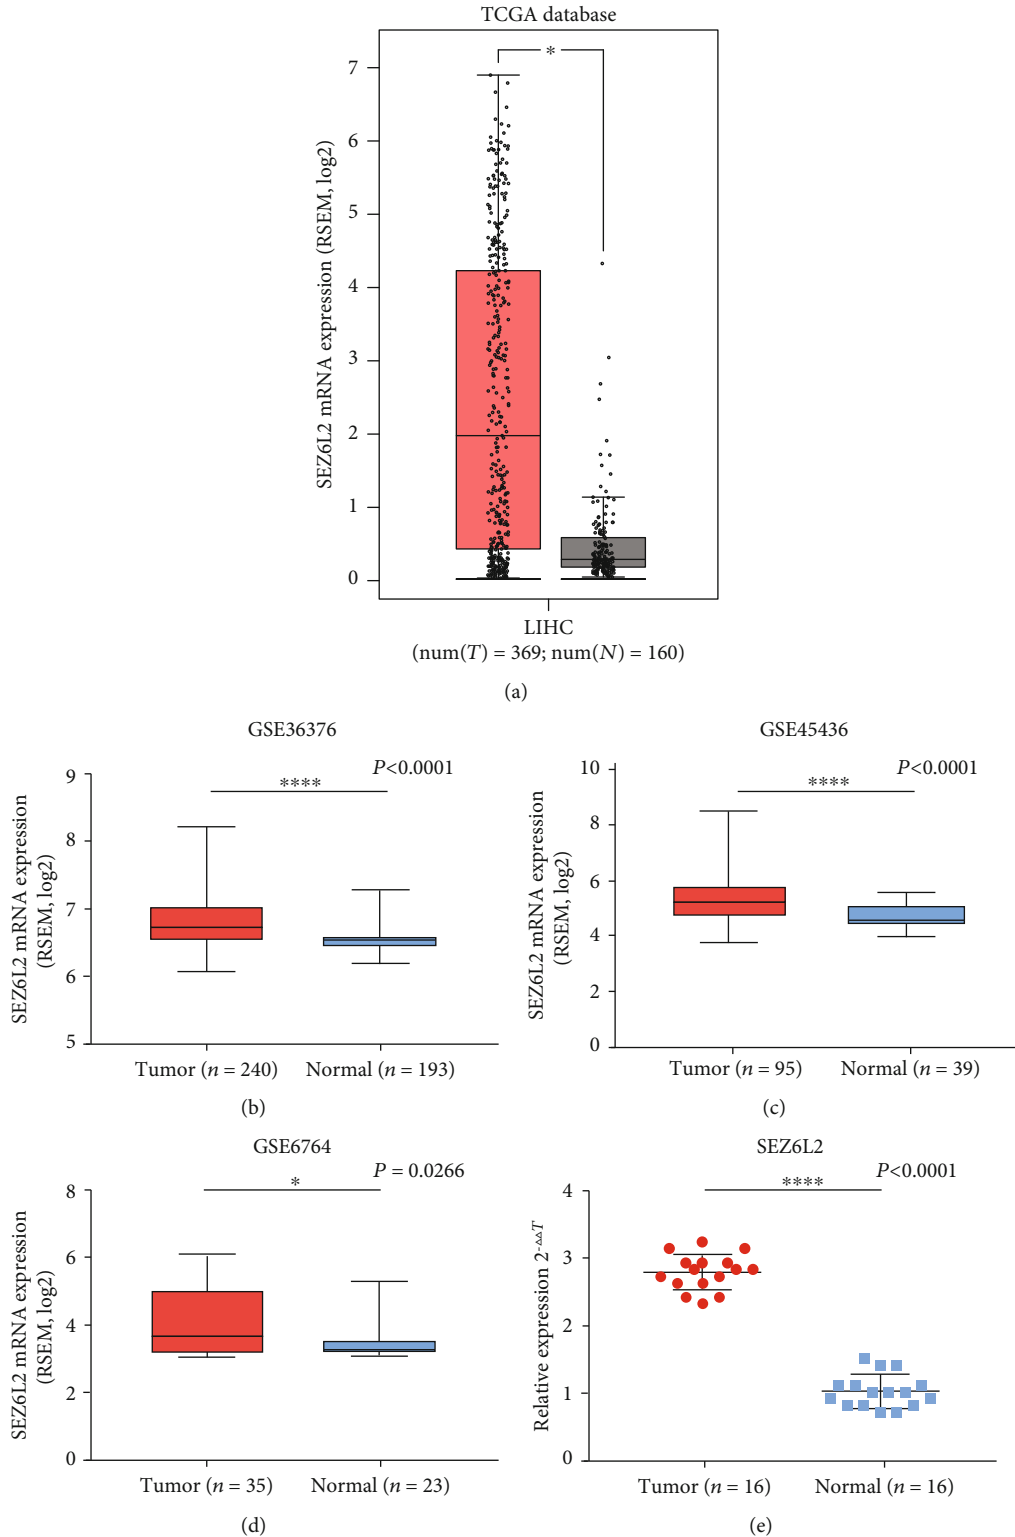 TCGA database
*
SEZ6L2 mRNA expression (RSEM, log2)
7
6
5
4
3
2
1
0
LIHC
(num(T) = 369; num(N) = 160)
(a)
GSE36376
P<0.0001
****
SEZ6L2 mRNA expression
(RSEM, log2)
9
8
7
6
5
Tumor (n = 240)
Normal (n = 193)
(b)
GSE45436
P<0.0001
****
SEZ6L2 mRNA expression
(RSEM, log2)
10
8
6
4
2
0
Tumor (n = 95)
Normal (n = 39)
(c)
GSE6764
P = 0.0266
*
SEZ6L2 mRNA expression
(RSEM, log2)
8
6
4
2
0
Tumor (n = 35)
Normal (n = 23)
(d)
SEZ6L2
P<0.0001
****
Relative expression 2-ΔΔT
4
3
2
1
0
Tumor (n = 16)
Normal (n = 16)
(e)